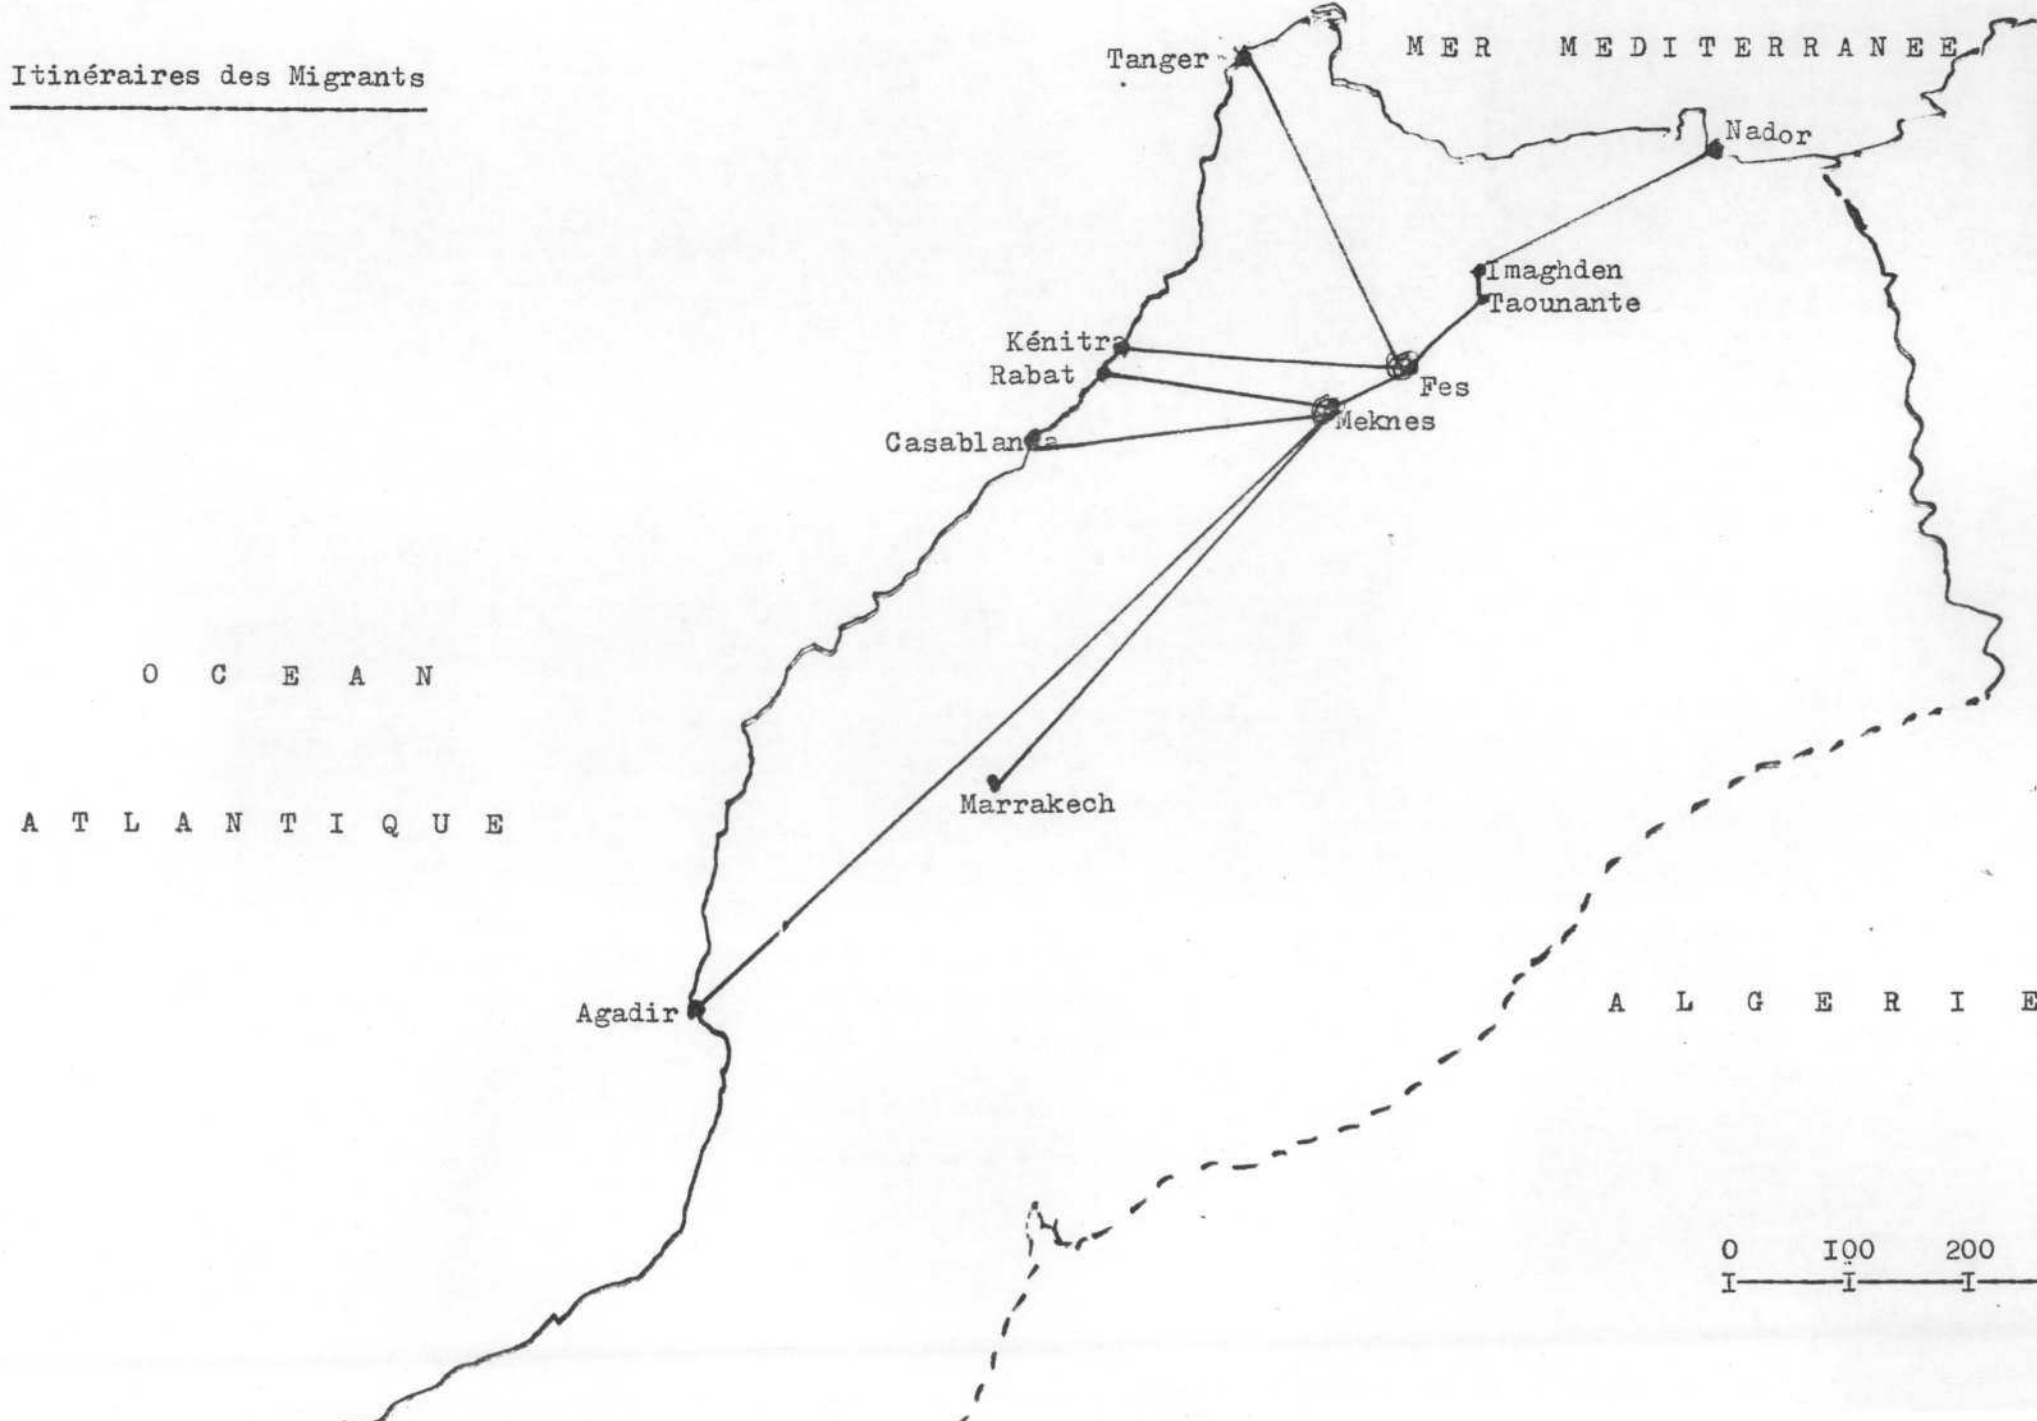 Itinéraires des Migrants
MER MEDITERRANEE
Tanger
Nador
Imaghden
Taounante
Kénitra
Rabat
Fes
Meknes
Casablanca
OCEAN
ATLANTIQUE
Marrakech
Agadir
ALGERIE
0 I00 200